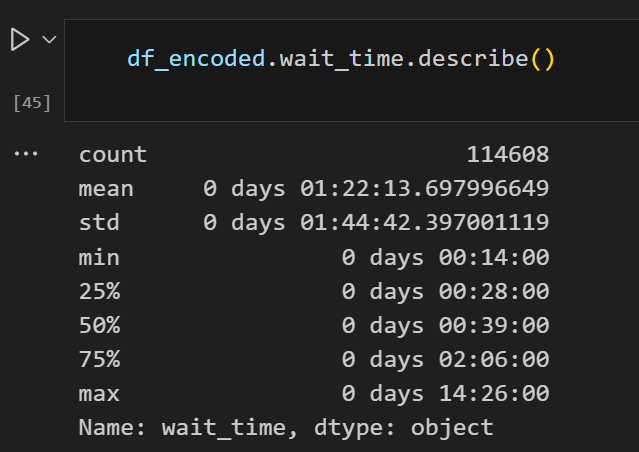 df_encoded.wait_time.describe()
[45]
... count 114608
mean 0 days 01:22:13.697996649
std 0 days 01:44:42.397001119
min 0 days 00:14:00
25% 0 days 00:28:00
50% 0 days 00:39:00
75% 0 days 02:06:00
max 0 days 14:26:00
Name: wait_time, dtype: object